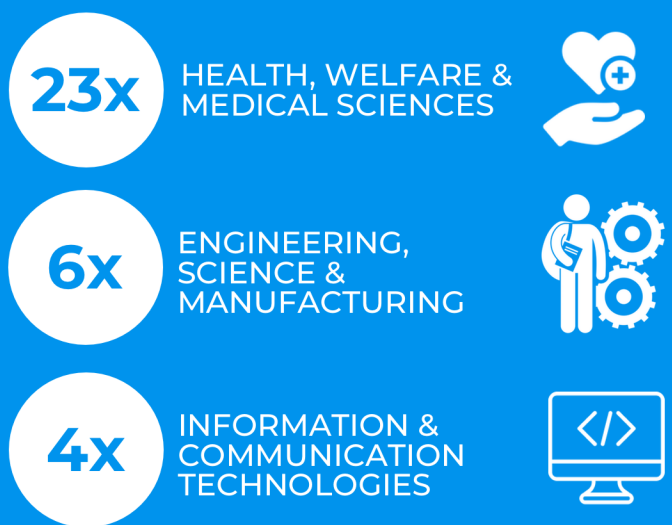 23x
HEALTH, WELFARE &
MEDICAL SCIENCES
6x
ENGINEERING,
SCIENCE &
MANUFACTURING
4x
INFORMATION &
COMMUNICATION
TECHNOLOGIES
</>